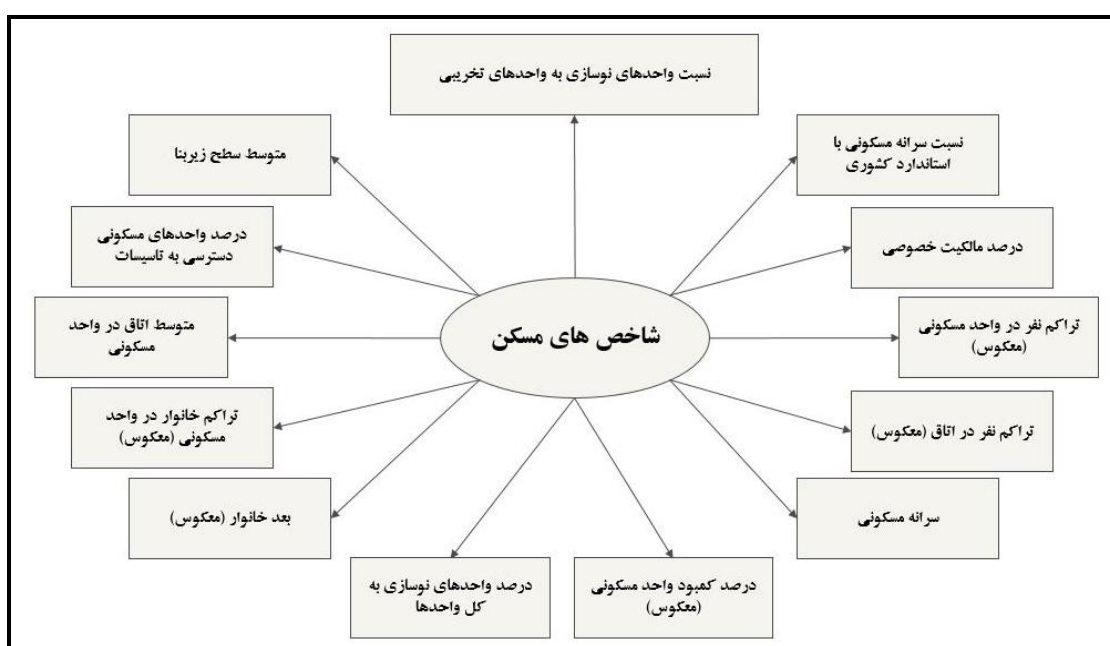 نسبت واحدهای نوسازی به واحدهای تخریبی
نسبت سرانه مسکونی با
استاندارد کشوری
درصد مالکیت خصوصی
تراکم نفر در واحد مسکونی
(معکوس)
تراکم نفر در اتاق (معکوس)
سرانه مسکونی
درصد کمبود واحد مسکونی
(معکوس)
درصد واحدهای نوسازی به
کل واحدها
بعد خانوار (معکوس)
تراکم خانوار در واحد
مسکونی (معکوس)
متوسط اتاق در واحد
مسکونی
درصد واحدهای مسکونی
دسترسی به تاسیسات
متوسط سطح زیربنا
شاخص های مسکن